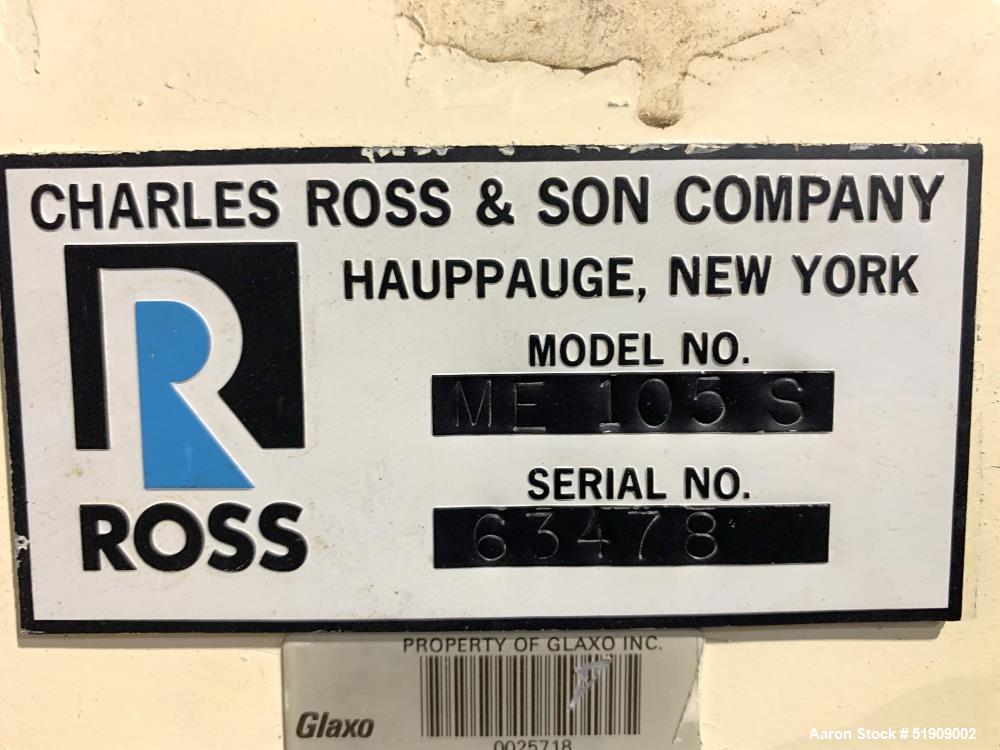 CHARLES ROSS & SON COMPANY
HAUPPAUGE, NEW YORK
MODEL NO.
ME 105 S
SERIAL NO.
63478
ROSS
PROPERTY OF GLAXO INC.
Glaxo
0025718
Aaron Stock # 51909002